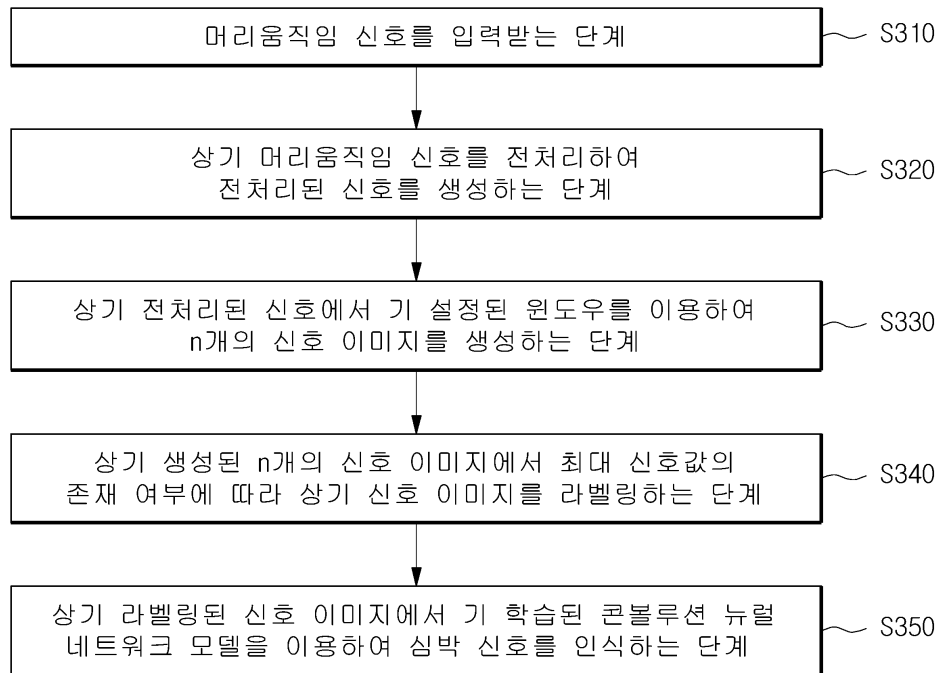 머리움직임 신호를 입력받는 단계
S310
상기 머리움직임 신호를 전처리하여
전처리된 신호를 생성하는 단계
S320
상기 전처리된 신호에서 기 설정된 윈도우를 이용하여
n개의 신호 이미지를 생성하는 단계
S330
상기 생성된 n개의 신호 이미지에서 최대 신호값의
존재 여부에 따라 상기 신호 이미지를 라벨링하는 단계
S340
상기 라벨링된 신호 이미지에서 기 학습된 콘볼루션 뉴럴
네트워크 모델을 이용하여 심박 신호를 인식하는 단계
S350